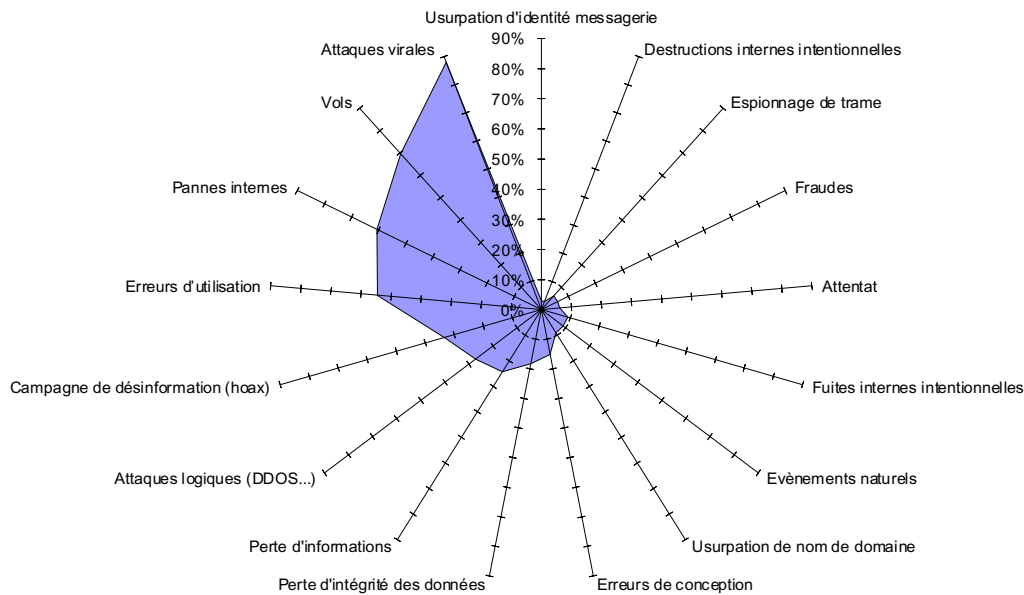 Usurpation d'identité messagerie
90%
80%
70%
60%
50%
40%
30%
20%
10%
0%
Destructions internes intentionnelles
Espionnage de trame
Fraudes
Attentat
Fuites internes intentionnelles
Evènements naturels
Usurpation de nom de domaine
Erreurs de conception
Perte d'intégrité des données
Perte d'informations
Attaques logiques (DDOS...)
Campagne de désinformation (hoax)
Erreurs d’utilisation
Pannes internes
Vols
Attaques virales